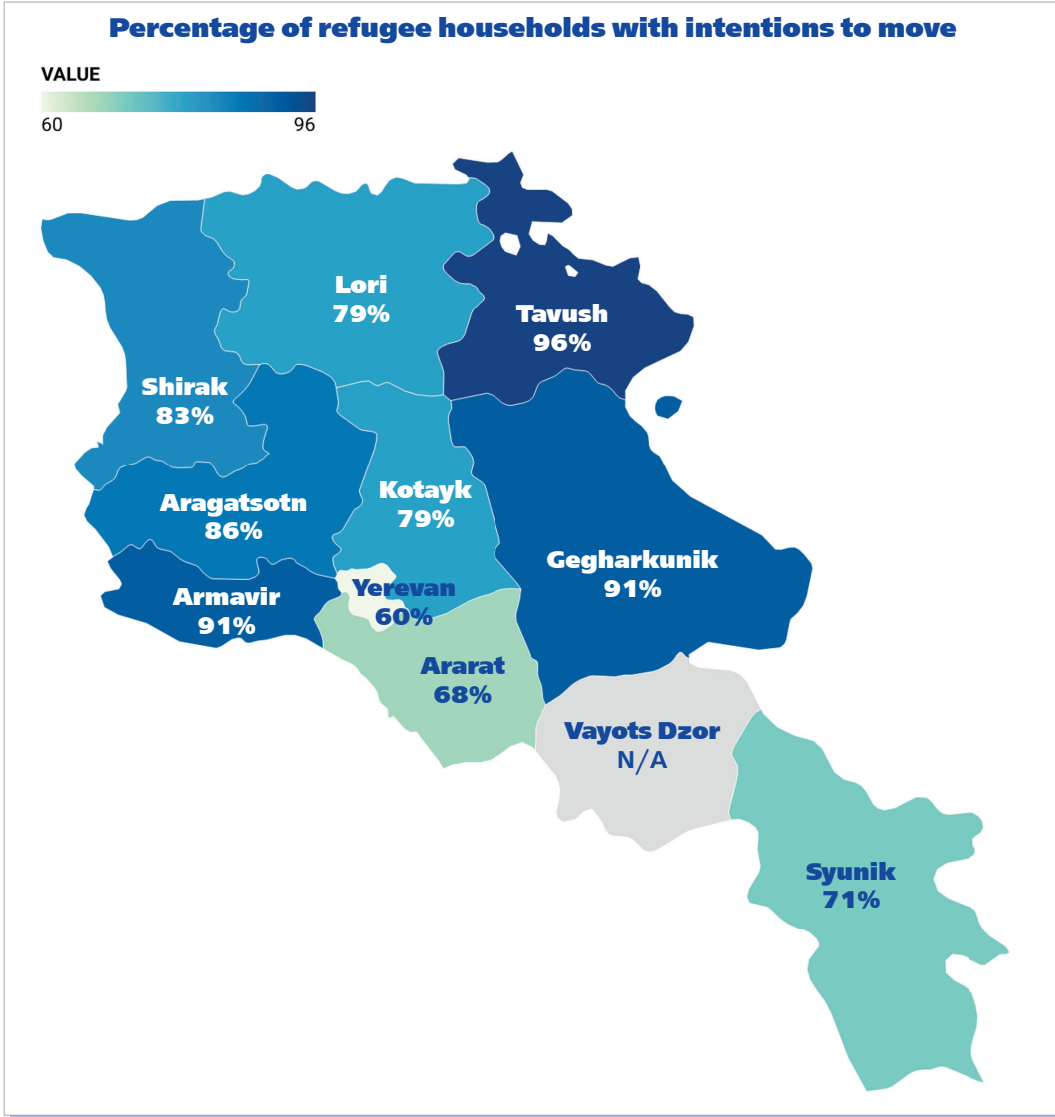 Percentage of refugee households with intentions to move
VALUE
60 96
Lori
79%
Tavush
96%
Shirak
83%
Kotayk
79%
Aragatsotn
86%
Gegharkunik
91%
Yerevan
60%
Armavir
91%
Ararat
68%
Vayots Dzor
N/A
Syunik
71%